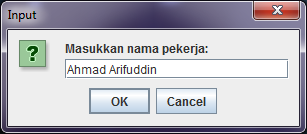 Input
Masukkan nama pekerja:
Ahmad Arifuddin
OK Cancel